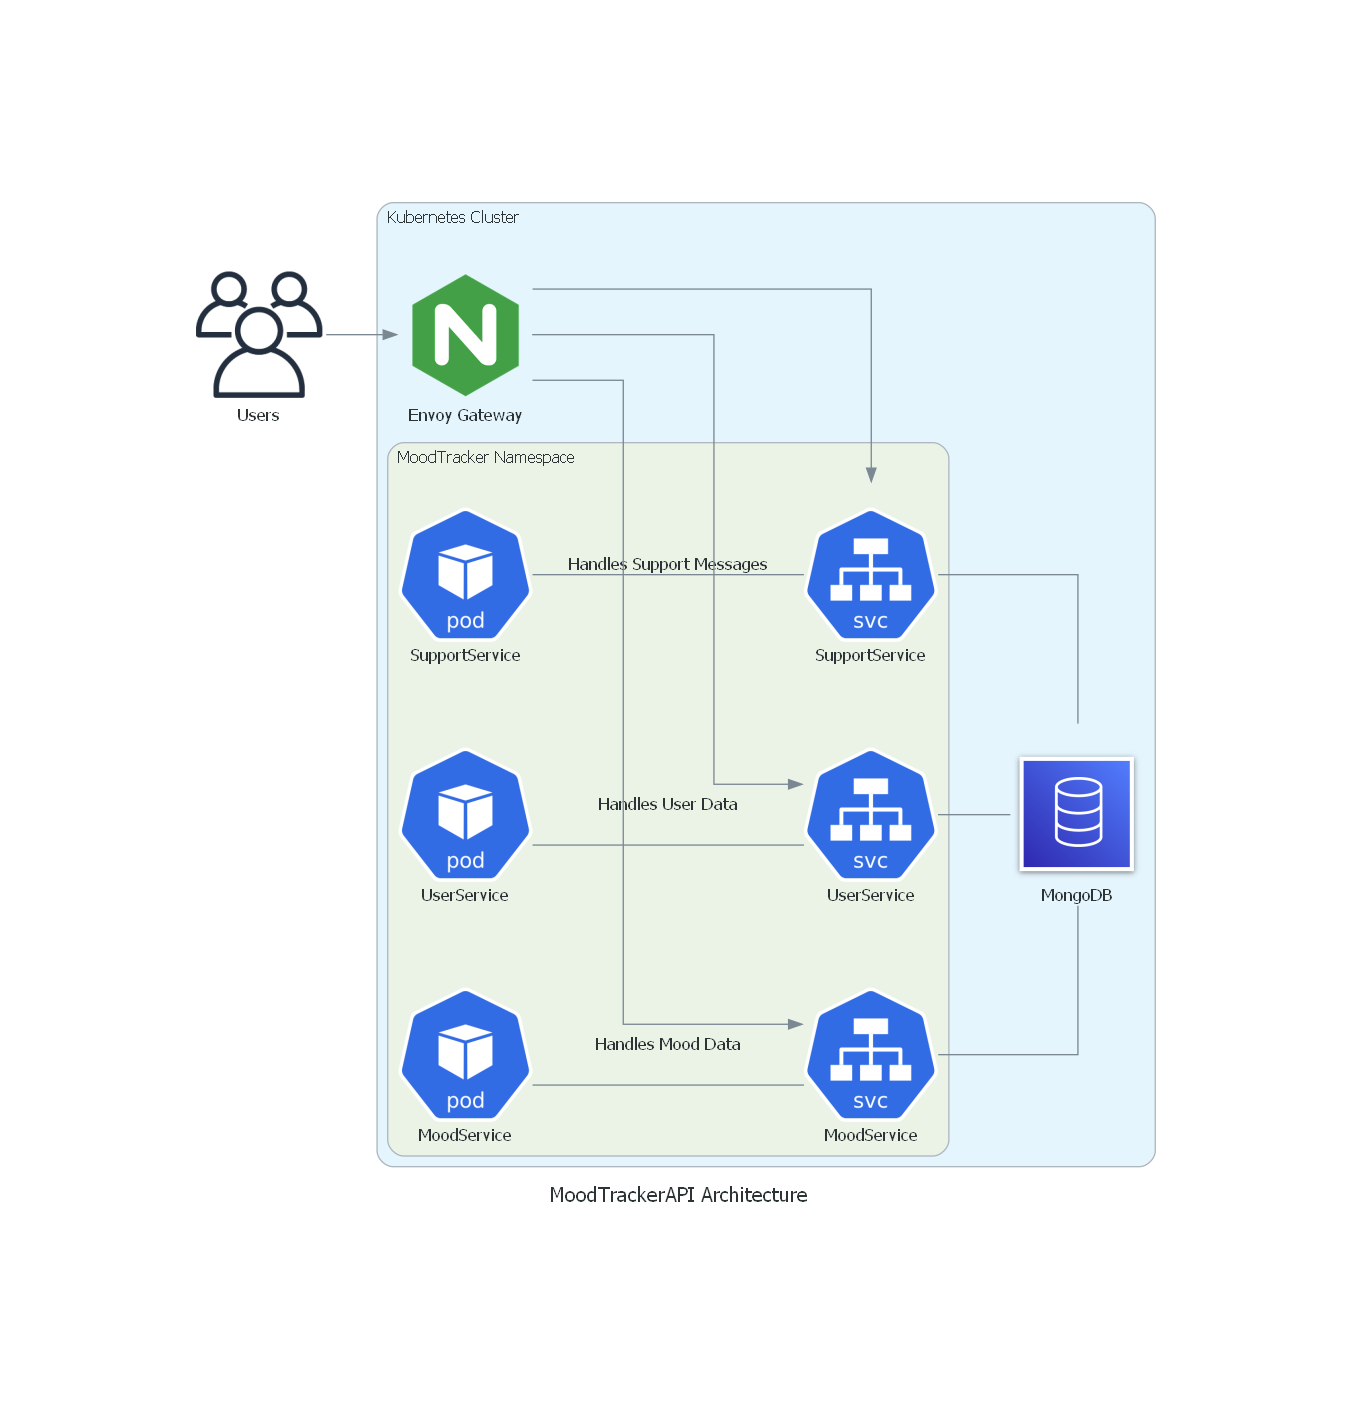 Kubernetes Cluster
Users
N
Envoy Gateway
MoodTracker Namespace
pod
SupportService
Handles Support Messages
svc
SupportService
pod
UserService
Handles User Data
svc
UserService
MongoDB
pod
MoodService
Handles Mood Data
svc
MoodService
MoodTrackerAPI Architecture